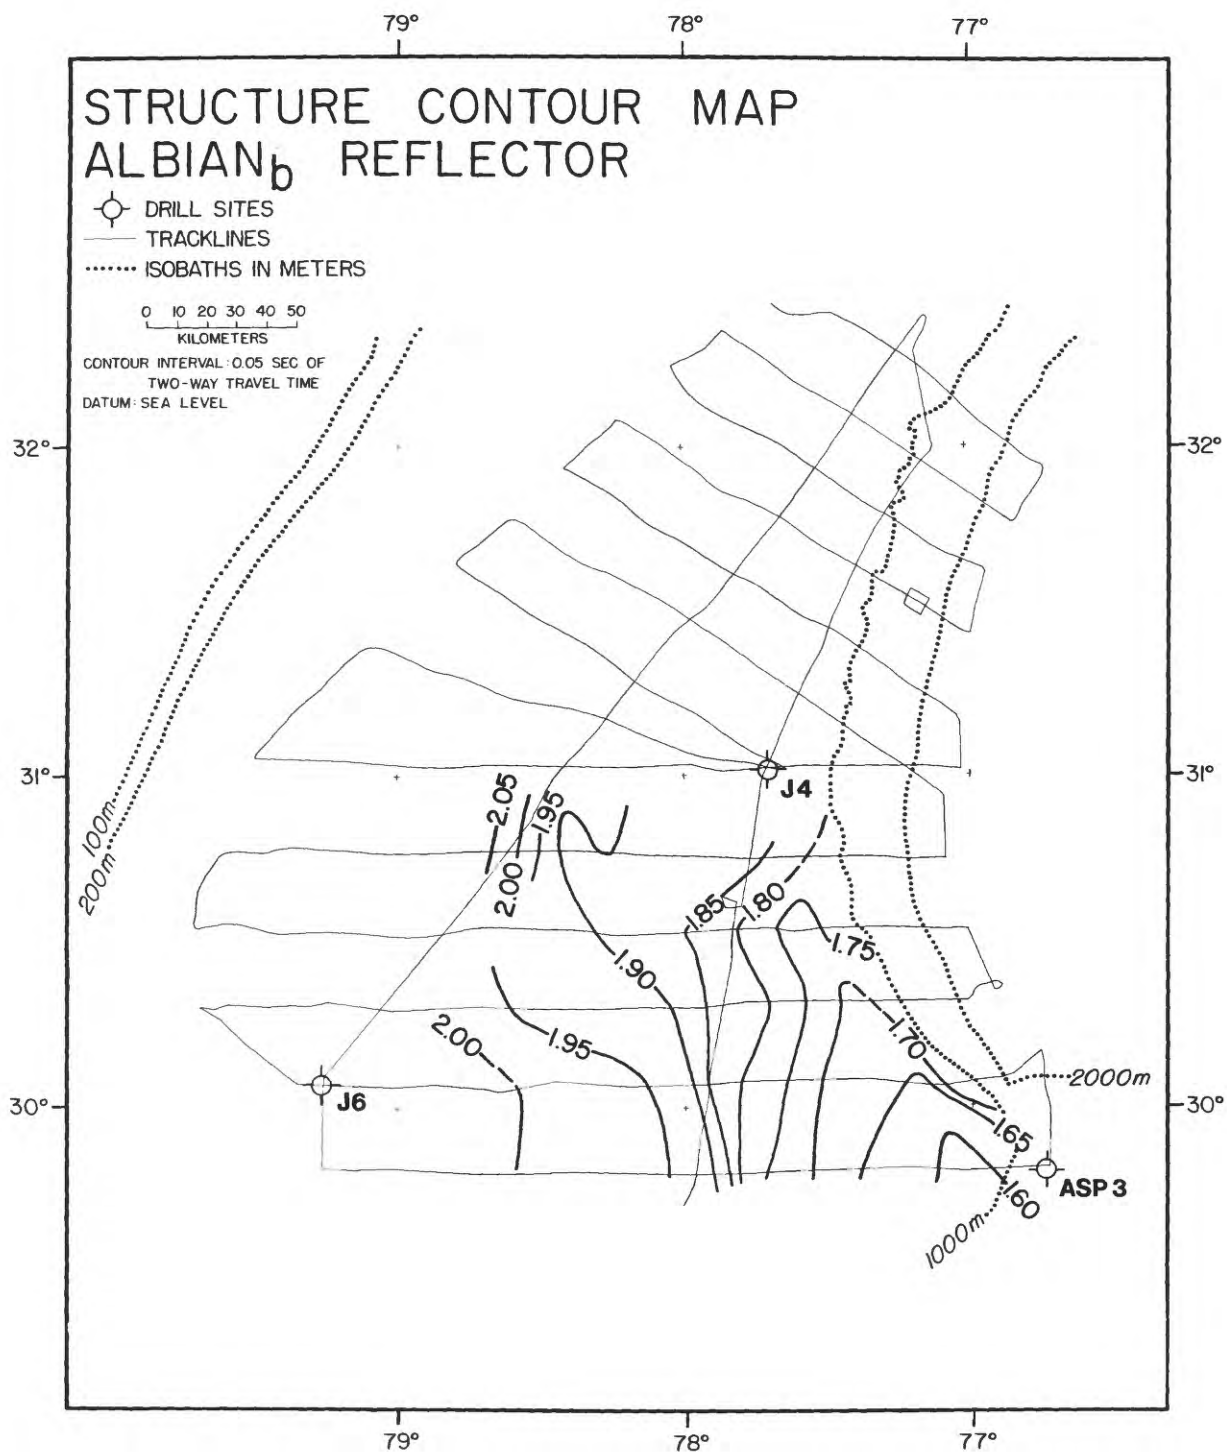 79° 78° 77°
STRUCTURE CONTOUR MAP
ALBIANb REFLECTOR
DRILL SITES
TRACKLINES
ISOBATHS IN METERS
0 10 20 30 40 50
KILOMETERS
CONTOUR INTERVAL: 0.05 SEC OF
TWO-WAY TRAVEL TIME
DATUM: SEA LEVEL
32° 32°
31° 31°
J4
2.05
1.95
100m
200m
2.00
1.85
1.80
1.75
1.90
1.70
2.00
1.95
2000m
J6
30° 30°
1.65
ASP 3
1.60
1000m
79° 78° 77°